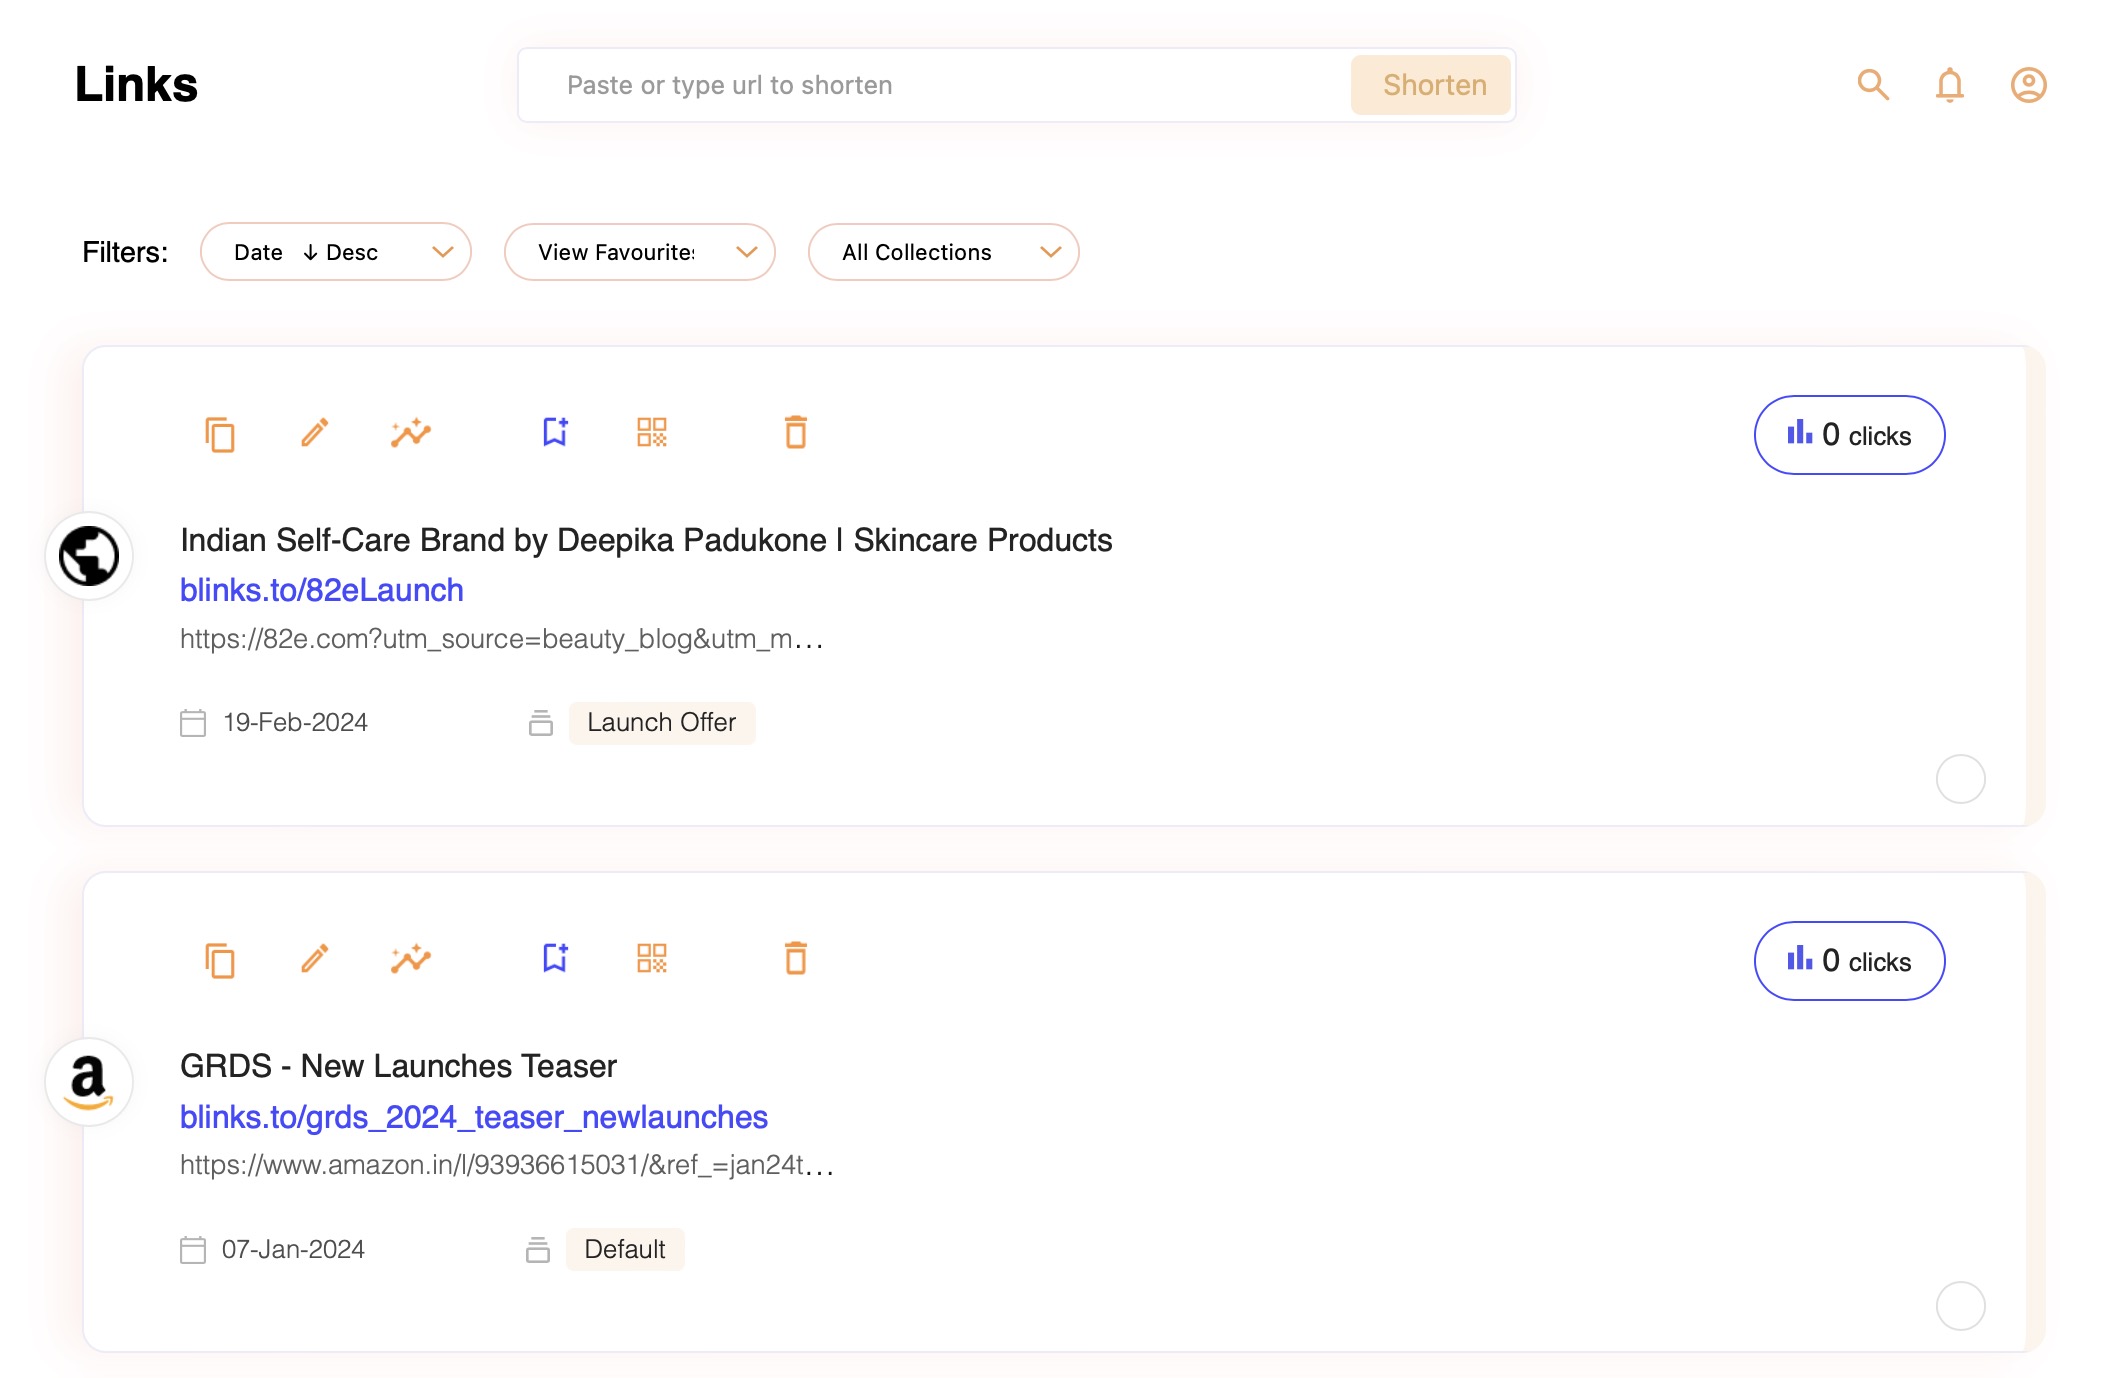 Links
Paste or type url to shorten
Shorten
Filters:
Date ↓ Desc
View Favourites
All Collections
0 clicks
Indian Self-Care Brand by Deepika Padukone | Skincare Products
blinks.to/82eLaunch
https://82e.com?utm_source=beauty_blog&utm_m...
19-Feb-2024
Launch Offer
0 clicks
a
GRDS - New Launches Teaser
blinks.to/grds_2024_teaser_newlaunches
https://www.amazon.in/l/93936615031/&ref_=jan24t...
07-Jan-2024
Default